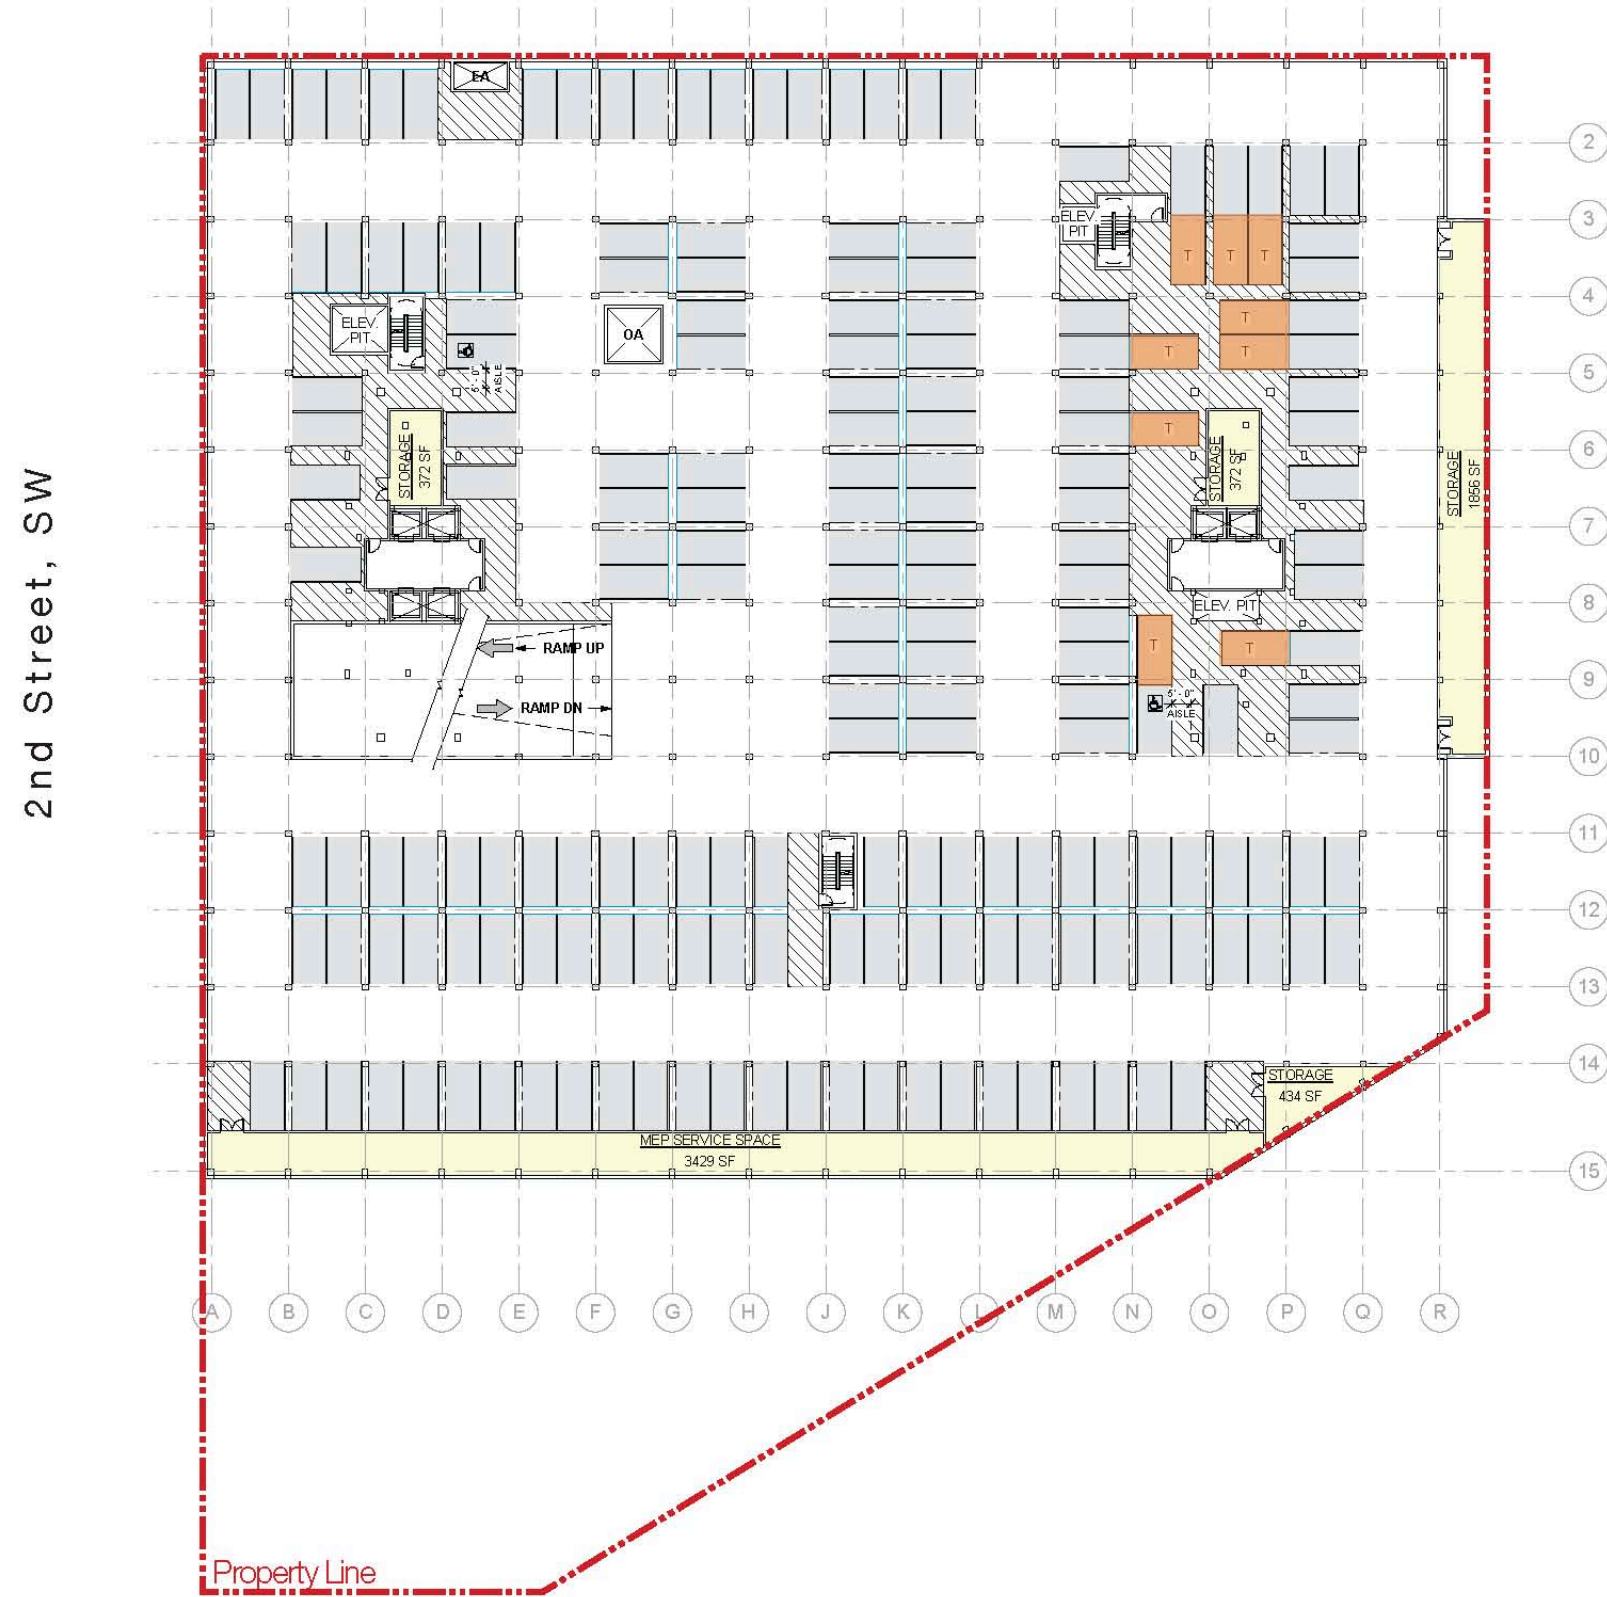 EA
2
3
4
5
6
7
8
9
10
11
12
13
14
15
ELEV.
PIT
ELEV.
PIT
OA
T
T
T
T
T
T
T
T
T
5'-0"
AISLE
STORAGE
372 SF
STORAGE
372 SF
STORAGE
1856 SF
2nd Street, SW
ELEV. PIT
RAMP UP
RAMP DN
5'-0"
AISLE
STORAGE
434 SF
MEP SERVICE SPACE
3429 SF
A B C D E F G H J K L M N O P Q R
Property Line